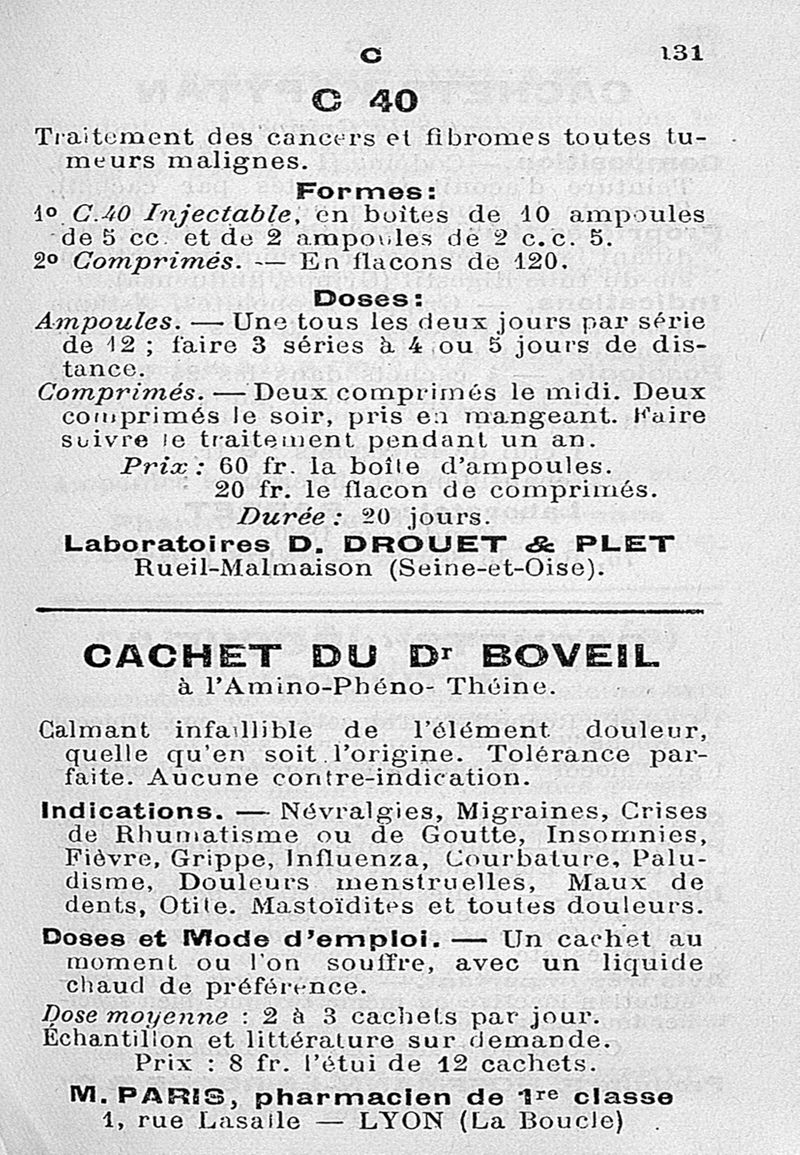 C 131
C 40
Traitement des cancers et fibromes toutes tu-
meurs malignes.
Formes:
1º C.40 Injectable, en boîtes de 10 ampoules
de 5 cc. et de 2 ampoules de 2 c.c. 5.
2º Comprimés. — En flacons de 120.
Doses:
Ampoules. — Une tous les deux jours par série
de 12 ; faire 3 séries à 4 ou 5 jours de dis-
tance.
Comprimés. — Deux comprimés le midi. Deux
comprimés le soir, pris en mangeant. Faire
suivre le traitement pendant un an.
Prix : 60 fr. la boîte d'ampoules.
20 fr. le flacon de comprimés.
Durée : 20 jours.
Laboratoires D. DROUET & PLET
Rueil-Malmaison (Seine-et-Oise).
CACHET DU Dr BOVEIL
à l'Amino-Phéno- Théine.
Calmant infaillible de l'élément douleur,
quelle qu'en soit l'origine. Tolérance par-
faite. Aucune contre-indication.
Indications. — Névralgies, Migraines, Crises
de Rhumatisme ou de Goutte, Insomnies,
Fièvre, Grippe, Influenza, Courbature, Palu-
disme, Douleurs menstruelles, Maux de
dents, Otite. Mastoïdites et toutes douleurs.
Doses et Mode d'emploi. — Un cachet au
moment ou l'on souffre, avec un liquide
chaud de préférence.
Dose moyenne : 2 à 3 cachets par jour.
Échantillon et littérature sur demande.
Prix : 8 fr. l'étui de 12 cachets.
M. PARIS, pharmacien de 1re classe
1, rue Lasalle — LYON (La Boucle)